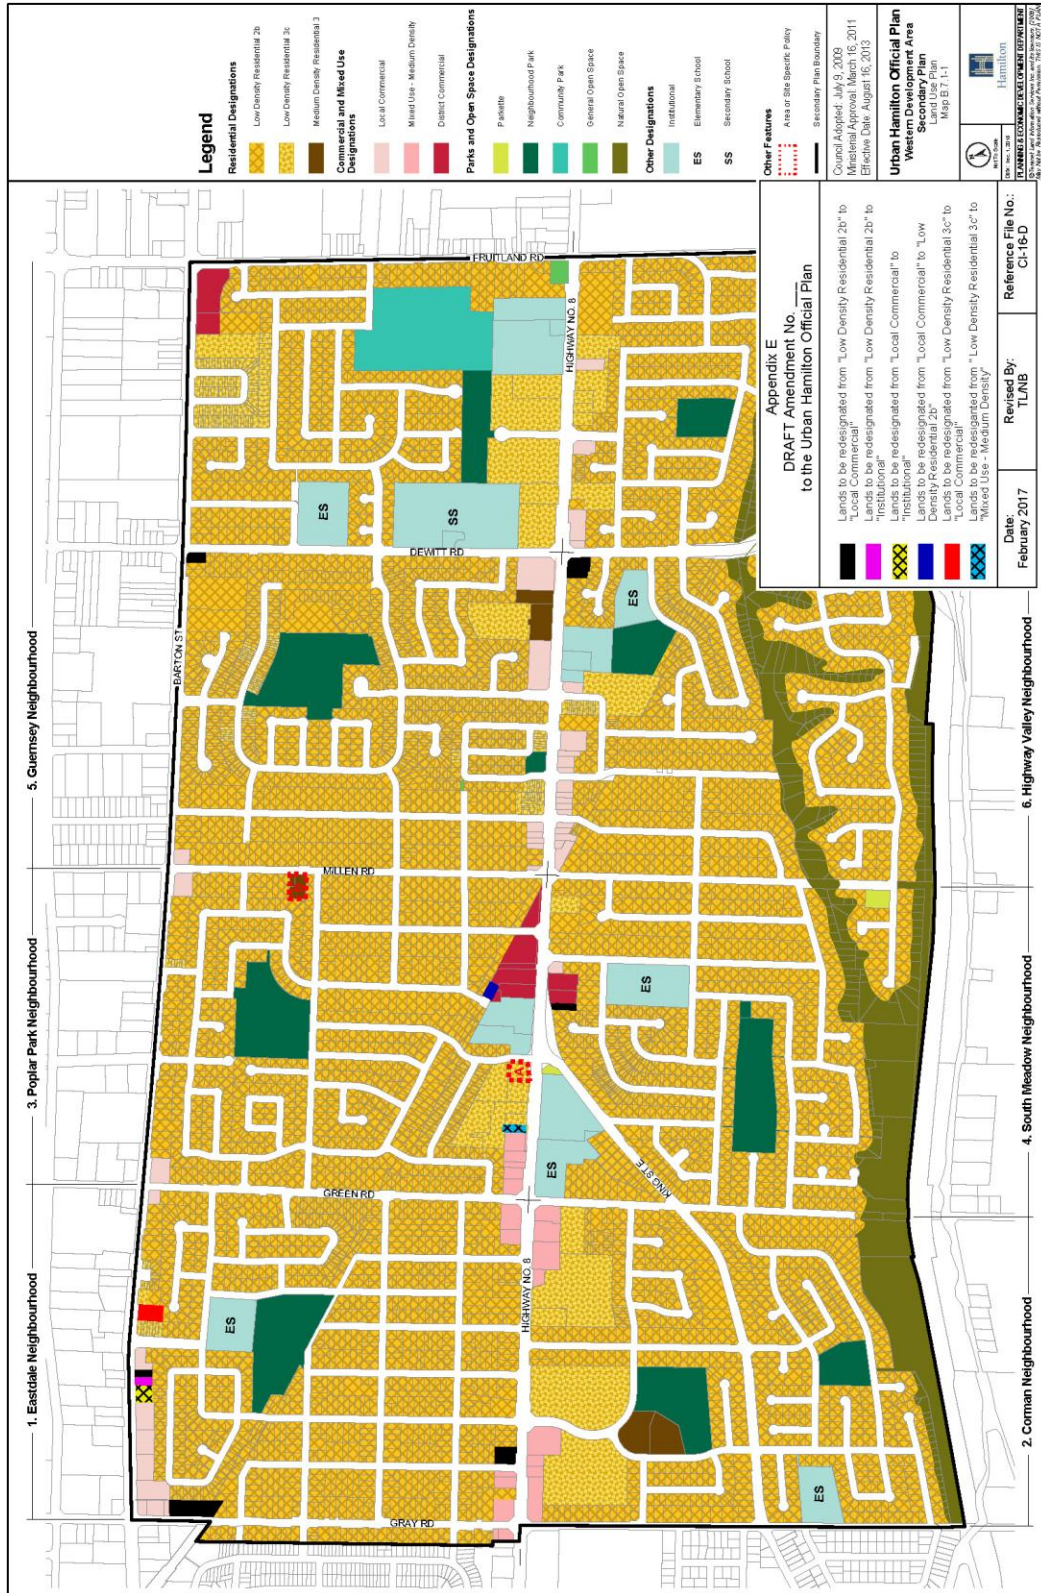 5. Guernsey Neighbourhood
3. Poplar Park Neighbourhood
1. Eastdale Neighbourhood
6. Highway Valley Neighbourhood
4. South Meadow Neighbourhood
2. Corman Neighbourhood
BARTON ST
FRUITLAND RD
DEWITT RD
MILLEN RD
GREEN RD
GRAY RD
HIGHWAY NO. 8
HIGHWAY NO. 8
KING ST E
ES
SS
ES
ES
ES
ES
ES
A
Legend
Residential Designations
Low Density Residential 2b
Low Density Residential 3c
Medium Density Residential 3
Commercial and Mixed Use
Designations
Local Commercial
Mixed Use - Medium Density
District Commercial
Parks and Open Space Designations
Parkette
Neighbourhood Park
Community Park
General Open Space
Natural Open Space
Other Designations
Institutional
ES
Elementary School
SS
Secondary School
Other Features
Area or Site Specific Policy
Secondary Plan Boundary
Council Adopted: July 9, 2009
Ministerial Approval: March 16, 2011
Effective Date: August 16, 2013
Urban Hamilton Official Plan
Western Development Area
Secondary Plan
Land Use Plan
Map B.7.1-1
Not To Scale
Hamilton
PLANNING & ECONOMIC DEVELOPMENT DEPARTMENT
Appendix E
DRAFT Amendment No. ___
to the Urban Hamilton Official Plan
Lands to be redesignated from "Low Density Residential 2b" to
"Local Commercial"
Lands to be redesignated from "Low Density Residential 2b" to
"Institutional"
Lands to be redesignated from "Local Commercial" to
"Institutional"
Lands to be redesignated from "Local Commercial" to "Low
Density Residential 2b"
Lands to be redesignated from "Low Density Residential 3c" to
"Local Commercial"
Lands to be redesiganted from " Low Density Residential 3c" to
"Mixed Use - Medium Density"
Date:
February 2017
Revised By:
TL/NB
Reference File No.:
CI-16-D